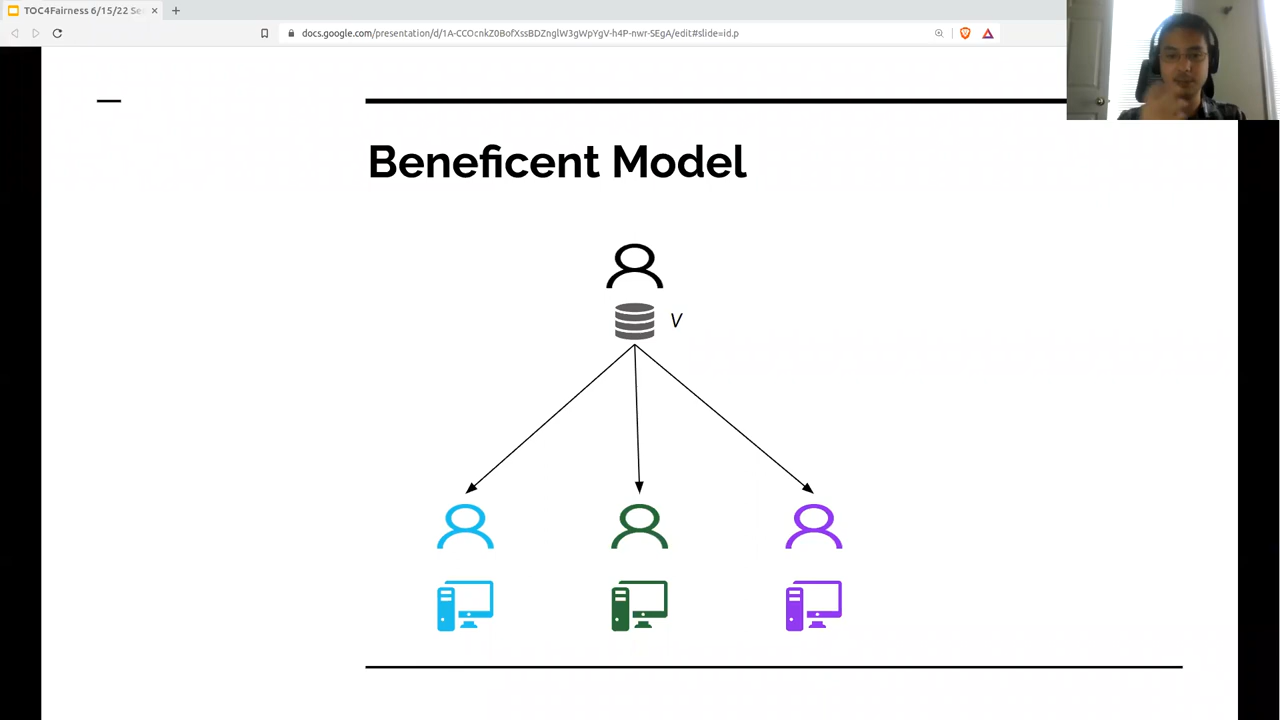 TOC4Fairness 6/15/22 Se
docs.google.com/presentation/d/1A-CCOcnkZ0BofXssBDZnglW3gWpYgV-h4P-nwr-SEgA/edit#slide=id.p
Beneficent Model
V